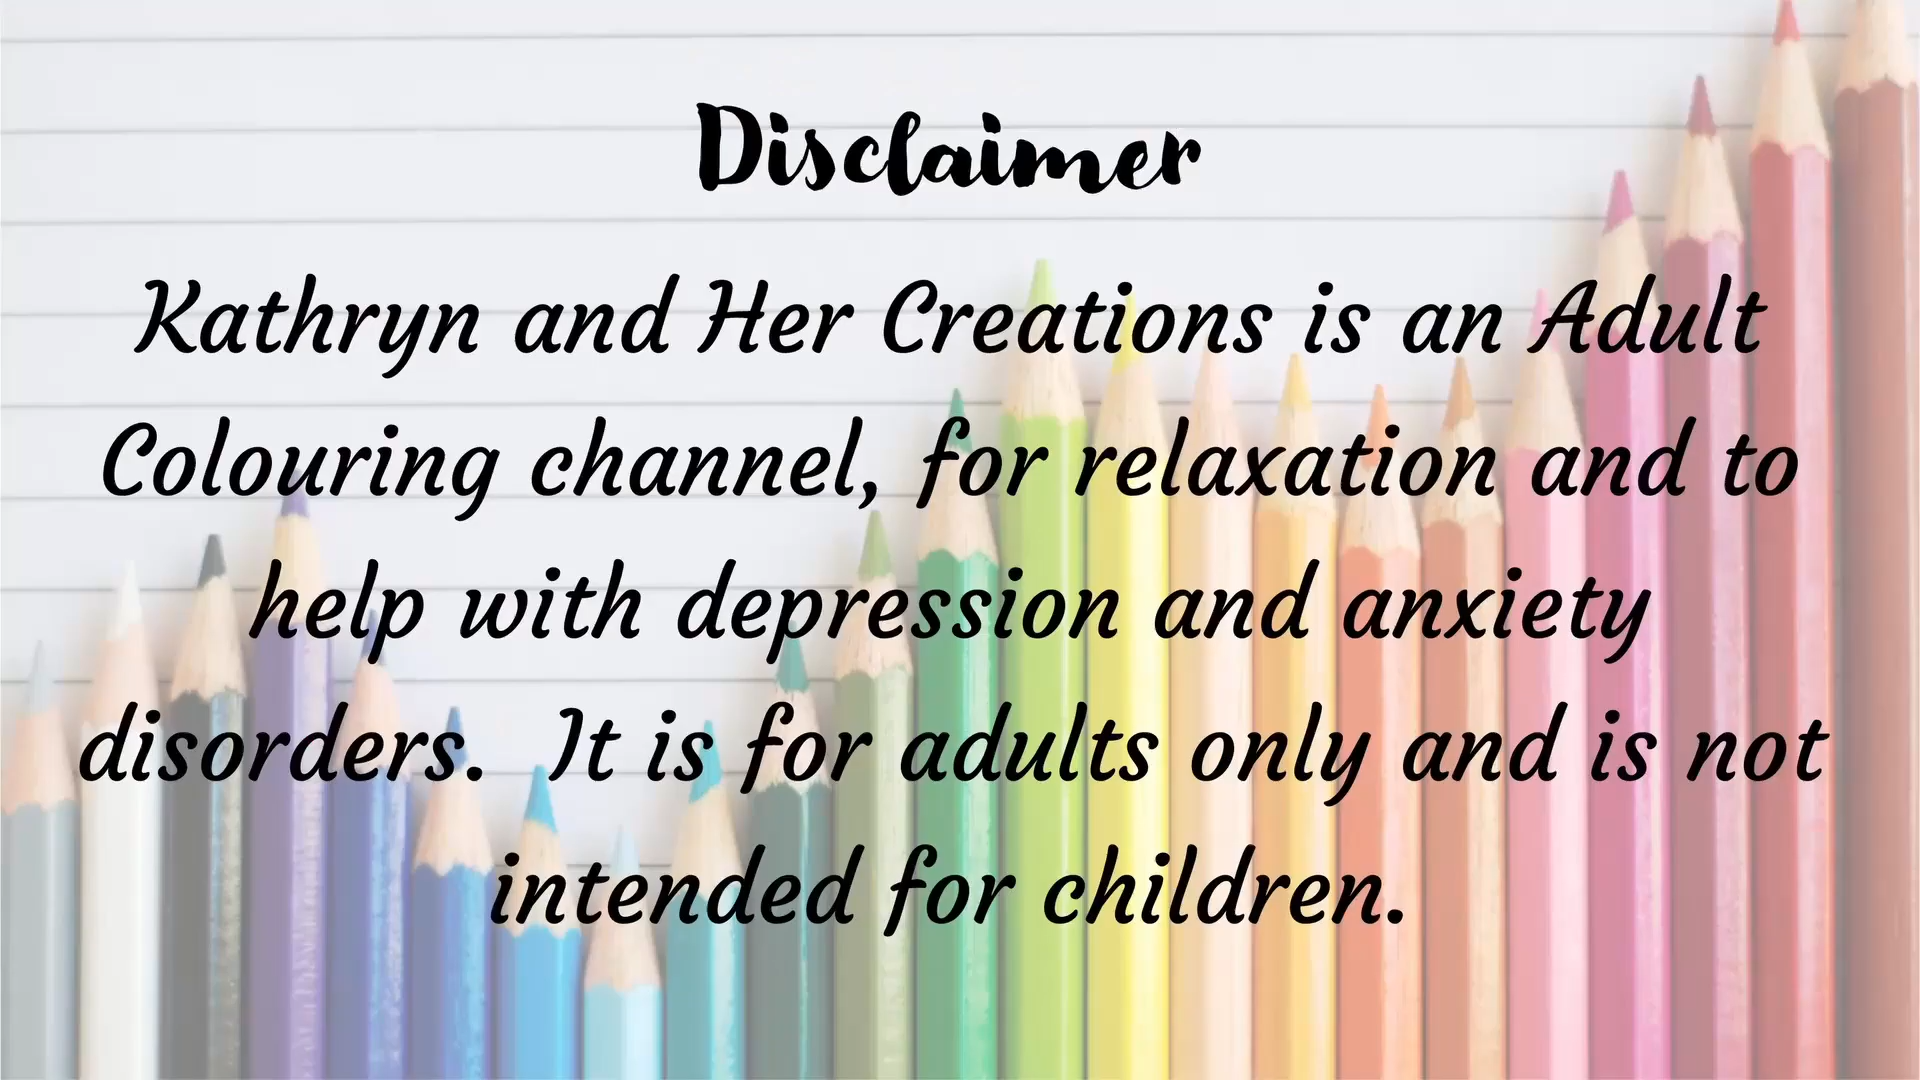 Disclaimer
Kathryn and Her Creations is an Adult
Colouring channel, for relaxation and to
help with depression and anxiety
disorders.  It is for adults only and is not
intended for children.